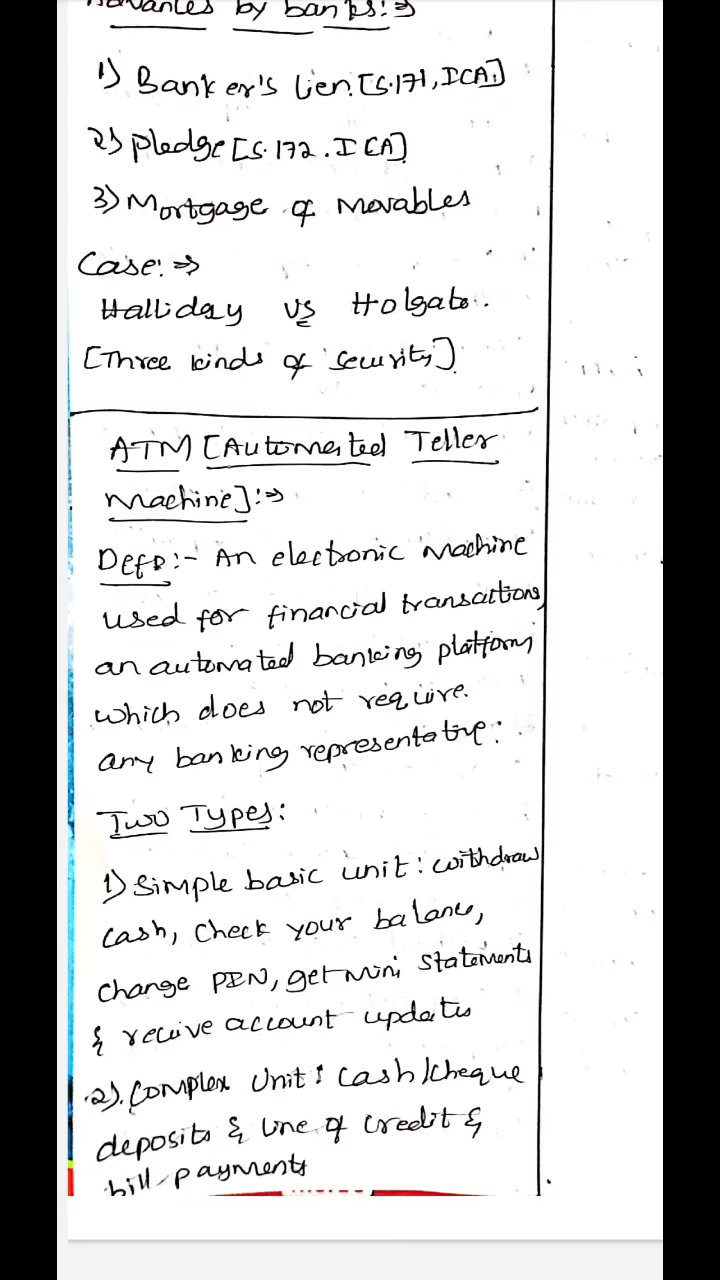 Advances by banks:⇒
1) Banker's Lien.[S.171, ICA.]
2) Pledge [S.172. ICA]
3) Mortgage of Movables
Case:⇒
Halliday vs Holgate.
[Three kinds of security]
ATM [Automated Teller
Machine]:⇒
Defn:- An electronic Machine
used for financial transactions,
an automated banking platform
which does not require.
any banking representative:
Two Types:
1) Simple basic unit: withdraw
cash, Check your balance,
change PIN, get Mini Statements
& receive account updates
2). Complex Unit: Cash/cheque
deposits & line of credit &
bill payments